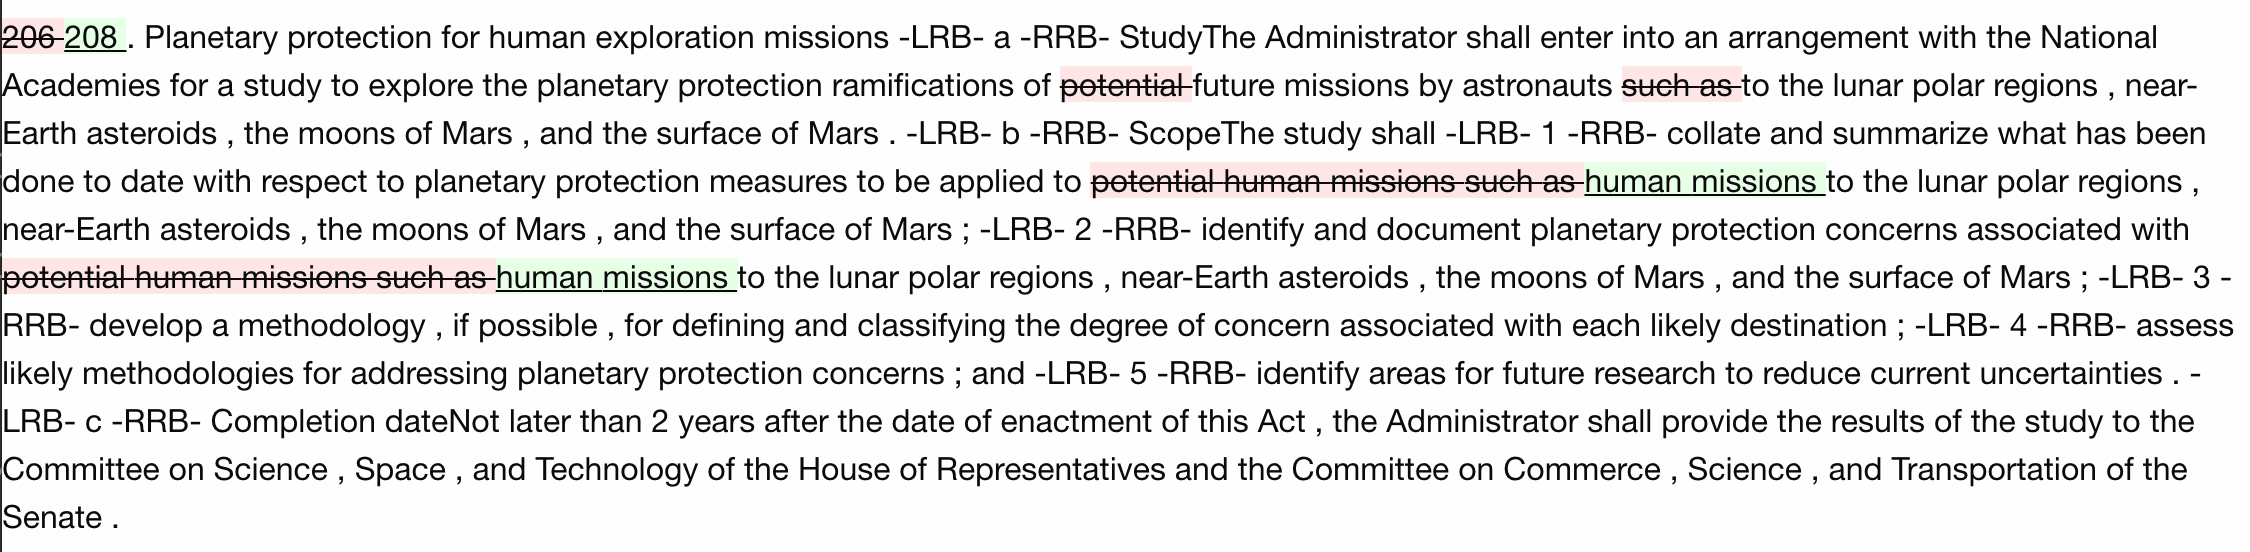 206 208 . Planetary protection for human exploration missions -LRB- a -RRB- StudyThe Administrator shall enter into an arrangement with the National
Academies for a study to explore the planetary protection ramifications of potential future missions by astronauts such as to the lunar polar regions , near-
Earth asteroids , the moons of Mars , and the surface of Mars . -LRB- b -RRB- ScopeThe study shall -LRB- 1 -RRB- collate and summarize what has been
done to date with respect to planetary protection measures to be applied to potential human missions such as human missions to the lunar polar regions ,
near-Earth asteroids , the moons of Mars , and the surface of Mars ; -LRB- 2 -RRB- identify and document planetary protection concerns associated with
potential human missions such as human missions to the lunar polar regions , near-Earth asteroids , the moons of Mars , and the surface of Mars ; -LRB- 3 -
RRB- develop a methodology , if possible , for defining and classifying the degree of concern associated with each likely destination ; -LRB- 4 -RRB- assess
likely methodologies for addressing planetary protection concerns ; and -LRB- 5 -RRB- identify areas for future research to reduce current uncertainties . -
LRB- c -RRB- Completion dateNot later than 2 years after the date of enactment of this Act , the Administrator shall provide the results of the study to the
Committee on Science , Space , and Technology of the House of Representatives and the Committee on Commerce , Science , and Transportation of the
Senate .